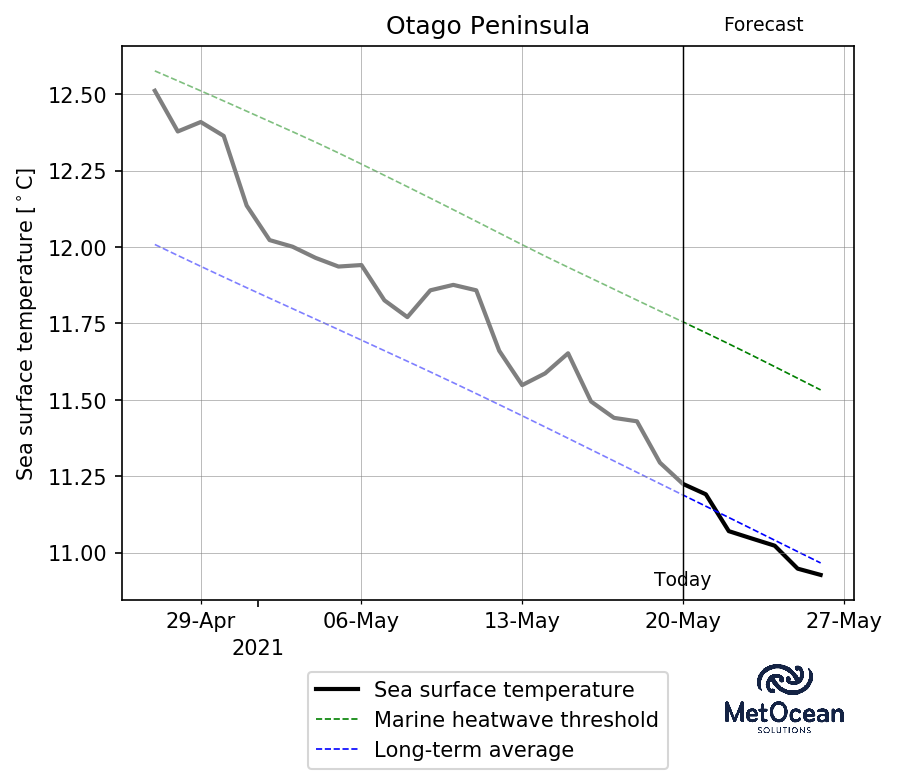 Otago Peninsula
Forecast
Sea surface temperature [°C]
12.50
12.25
12.00
11.75
11.50
11.25
11.00
Today
29-Apr
06-May
13-May
20-May
27-May
2021
Sea surface temperature
Marine heatwave threshold
Long-term average
MetOcean
SOLUTIONS